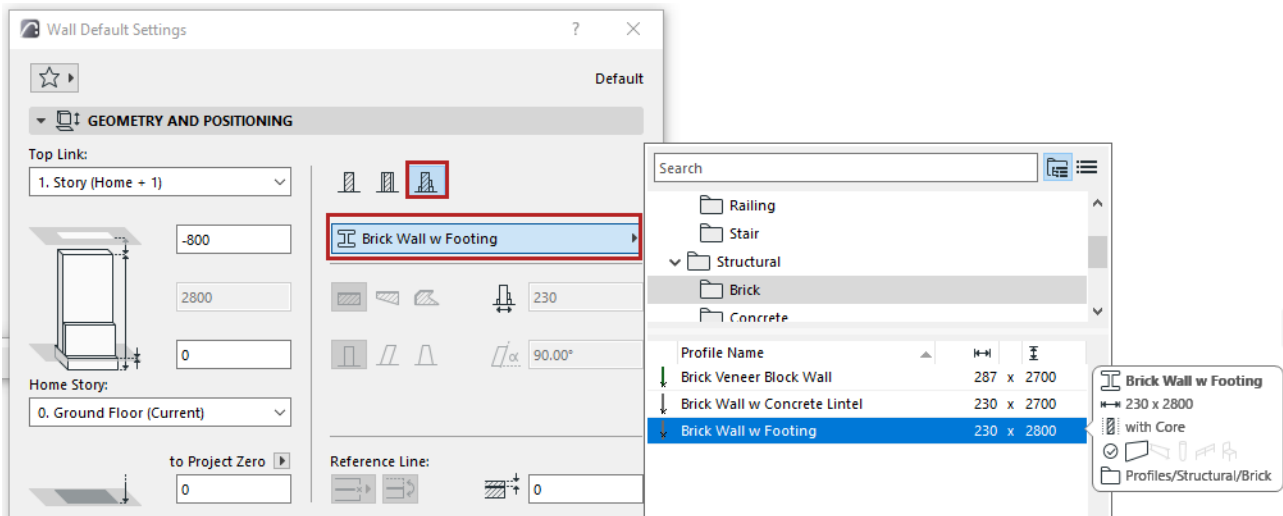 Wall Default Settings
?
Default
GEOMETRY AND POSITIONING
Top Link:
1. Story (Home + 1)
-800
2800
0
Home Story:
0. Ground Floor (Current)
to Project Zero
0
Brick Wall w Footing
230
α
90.00°
Reference Line:
0
Search
Railing
Stair
Structural
Brick
Concrete
Profile Name
Brick Veneer Block Wall 287 x 2700
Brick Wall w Concrete Lintel 230 x 2700
Brick Wall w Footing 230 x 2800
Brick Wall w Footing
230 x 2800
with Core
Profiles/Structural/Brick